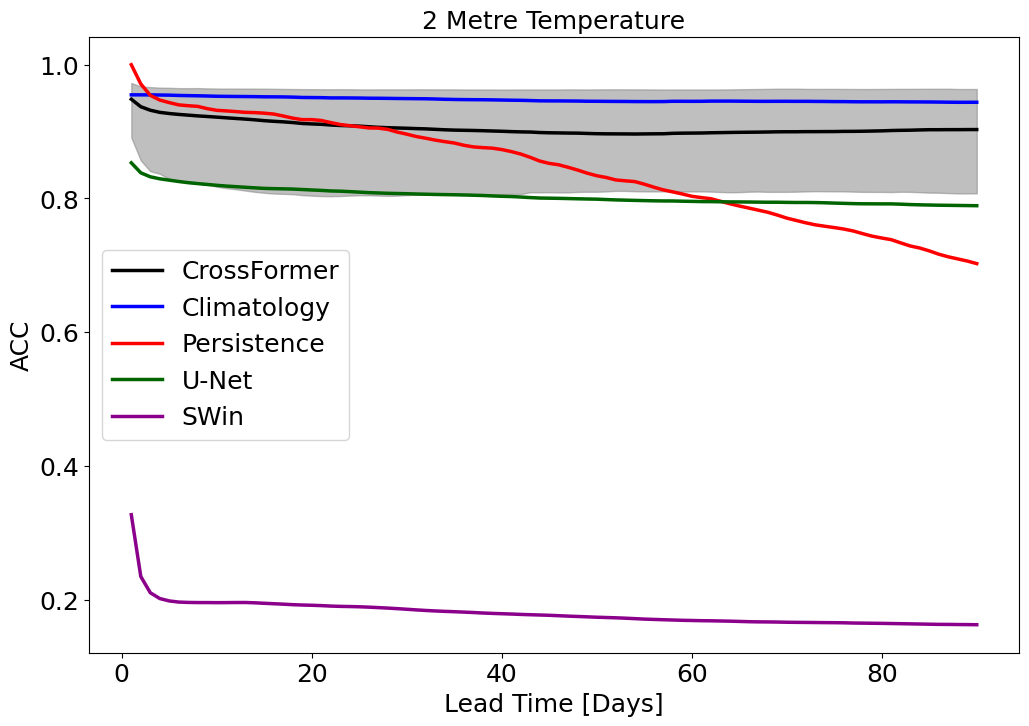 2 Metre Temperature
ACC
1.0
0.8
0.6
0.4
0.2
CrossFormer
Climatology
Persistence
U-Net
SWin
0 20 40 60 80
Lead Time [Days]